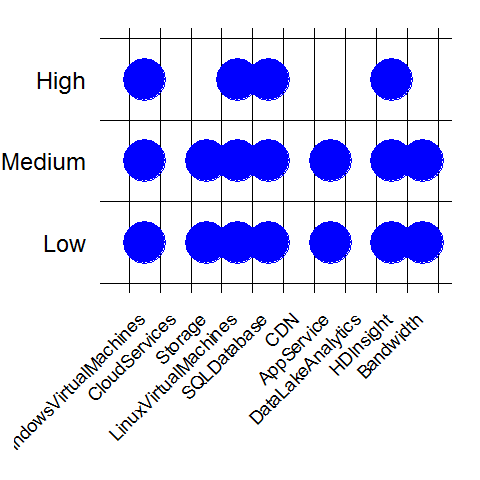 High
Medium
Low
ndowsVirtualMachines
CloudServices
Storage
LinuxVirtualMachines
SQLDatabase
CDN
AppService
DataLakeAnalytics
HDInsight
Bandwidth